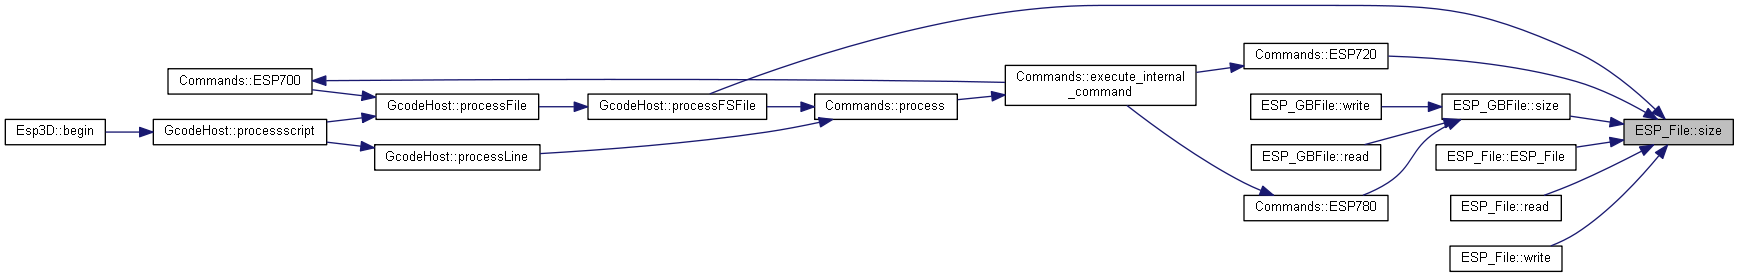 Commands::ESP720
Commands::ESP700
Commands::execute_internal
_command
GcodeHost::processFile
GcodeHost::processFSFile
Commands::process
ESP_GBFile::write
ESP_GBFile::size
Esp3D::begin
GcodeHost::processscript
ESP_File::size
GcodeHost::processLine
ESP_GBFile::read
ESP_File::ESP_File
Commands::ESP780
ESP_File::read
ESP_File::write